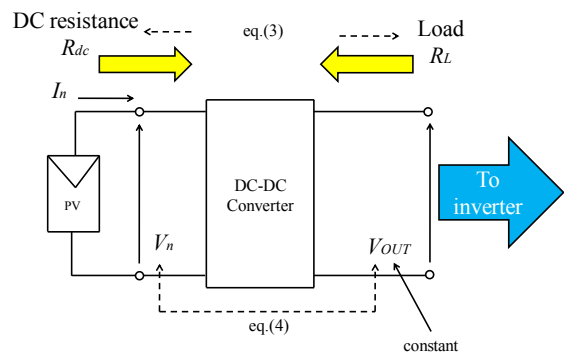 DC resistance
Rdc
eq.(3)
Load
RL
In
PV
DC-DC
Converter
To
inverter
Vn
VOUT
eq.(4)
constant